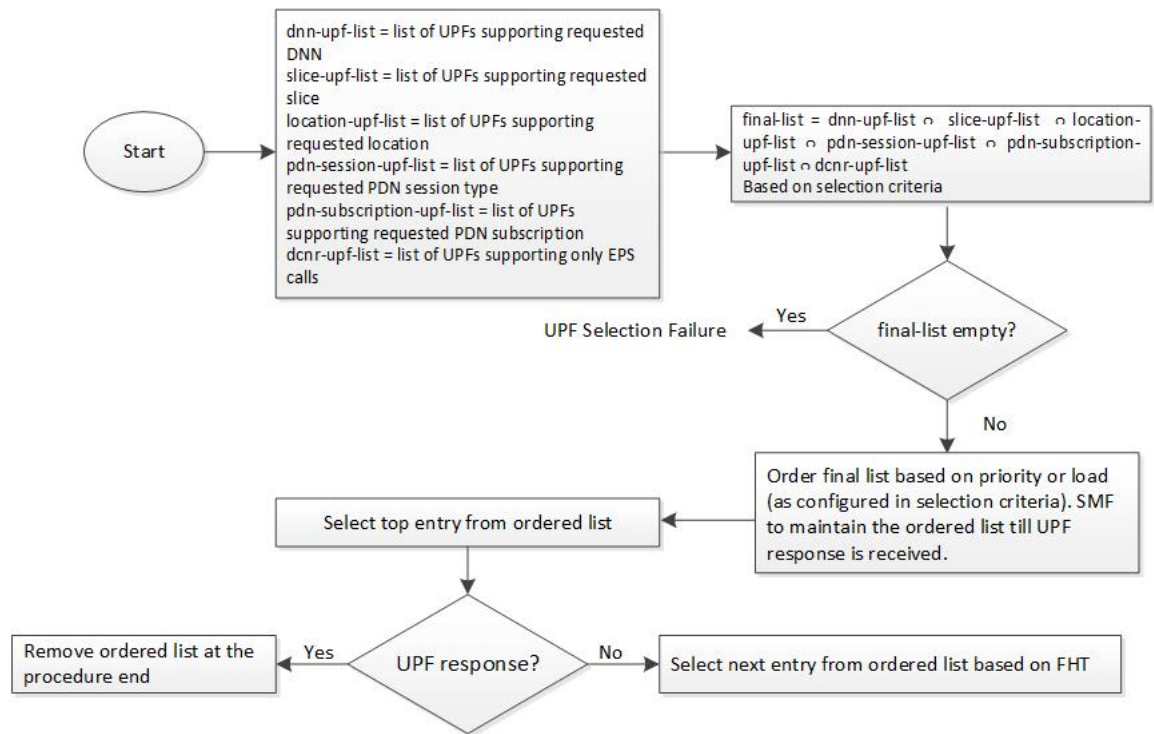 Start
dnn-upf-list = list of UPFs supporting requested
DNN
slice-upf-list = list of UPFs supporting requested
slice
location-upf-list = list of UPFs supporting
requested location
pdn-session-upf-list = list of UPFs supporting
requested PDN session type
pdn-subscription-upf-list = list of UPFs
supporting requested PDN subscription
dcnr-upf-list = list of UPFs supporting only EPS
calls
final-list = dnn-upf-list ∩ slice-upf-list ∩ location-
upf-list ∩ pdn-session-upf-list ∩ pdn-subscription-
upf-list ∩ dcnr-upf-list
Based on selection criteria
final-list empty?
Yes
UPF Selection Failure
No
Order final list based on priority or load
(as configured in selection criteria). SMF
to maintain the ordered list till UPF
response is received.
Select top entry from ordered list
UPF response?
Yes
Remove ordered list at the
procedure end
No
Select next entry from ordered list based on FHT